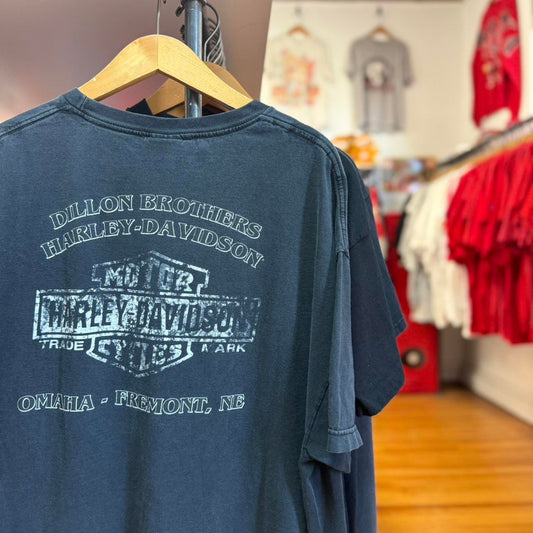 DILLON BROTHERS
HARLEY-DAVIDSON
MOTOR
HARLEY-DAVIDSON
TRADE CYCLES MARK
OMAHA - FREMONT, NE